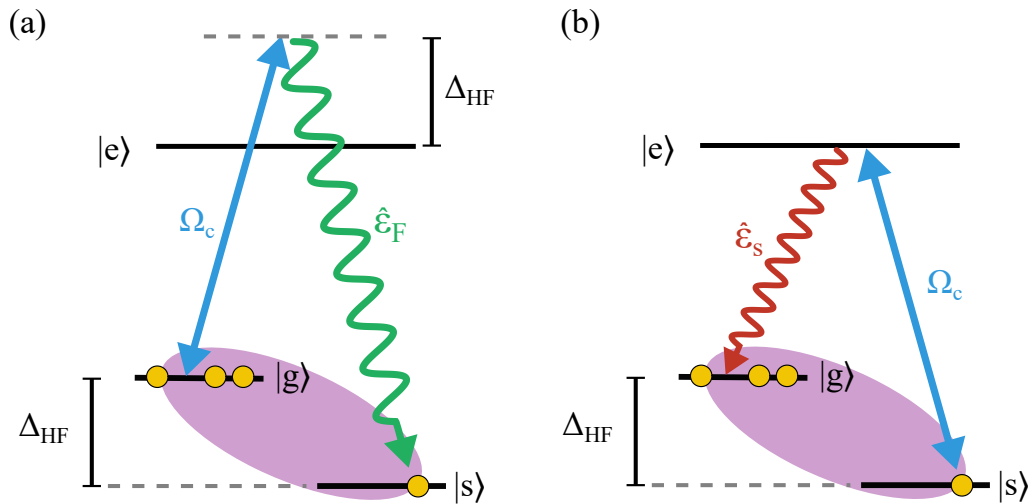 (a)
Δ_HF
|e⟩
Ω_c
ε̂_F
|g⟩
Δ_HF
|s⟩
(b)
|e⟩
ε̂_s
Ω_c
|g⟩
Δ_HF
|s⟩